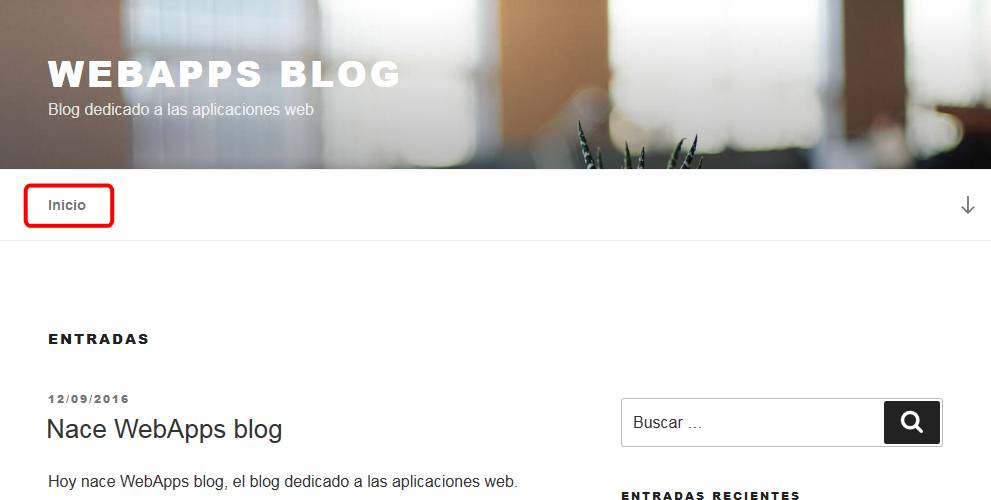 WEBAPPS BLOG
Blog dedicado a las aplicaciones web
Inicio
ENTRADAS
12/09/2016
Nace WebApps blog
Hoy nace WebApps blog, el blog dedicado a las aplicaciones web.
Buscar …
ENTRADAS RECIENTES